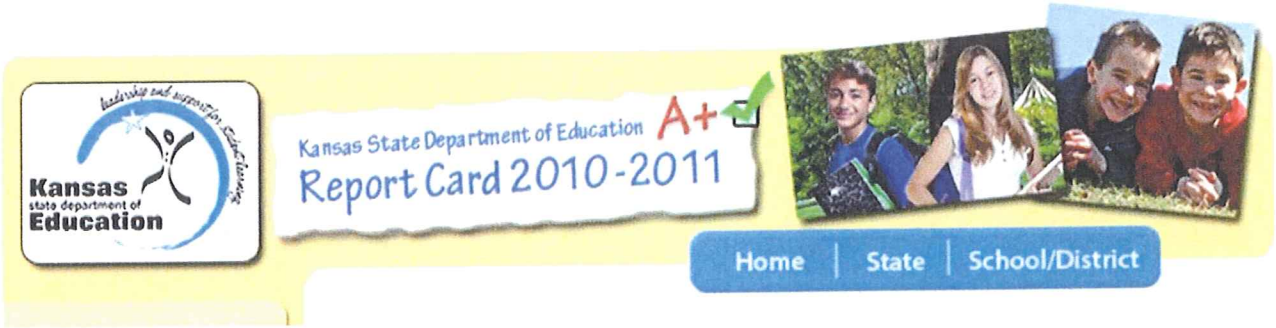 leadership and support for student learning
Kansas
state department of
Education
Kansas State Department of Education A+
Report Card 2010-2011
Home | State | School/District